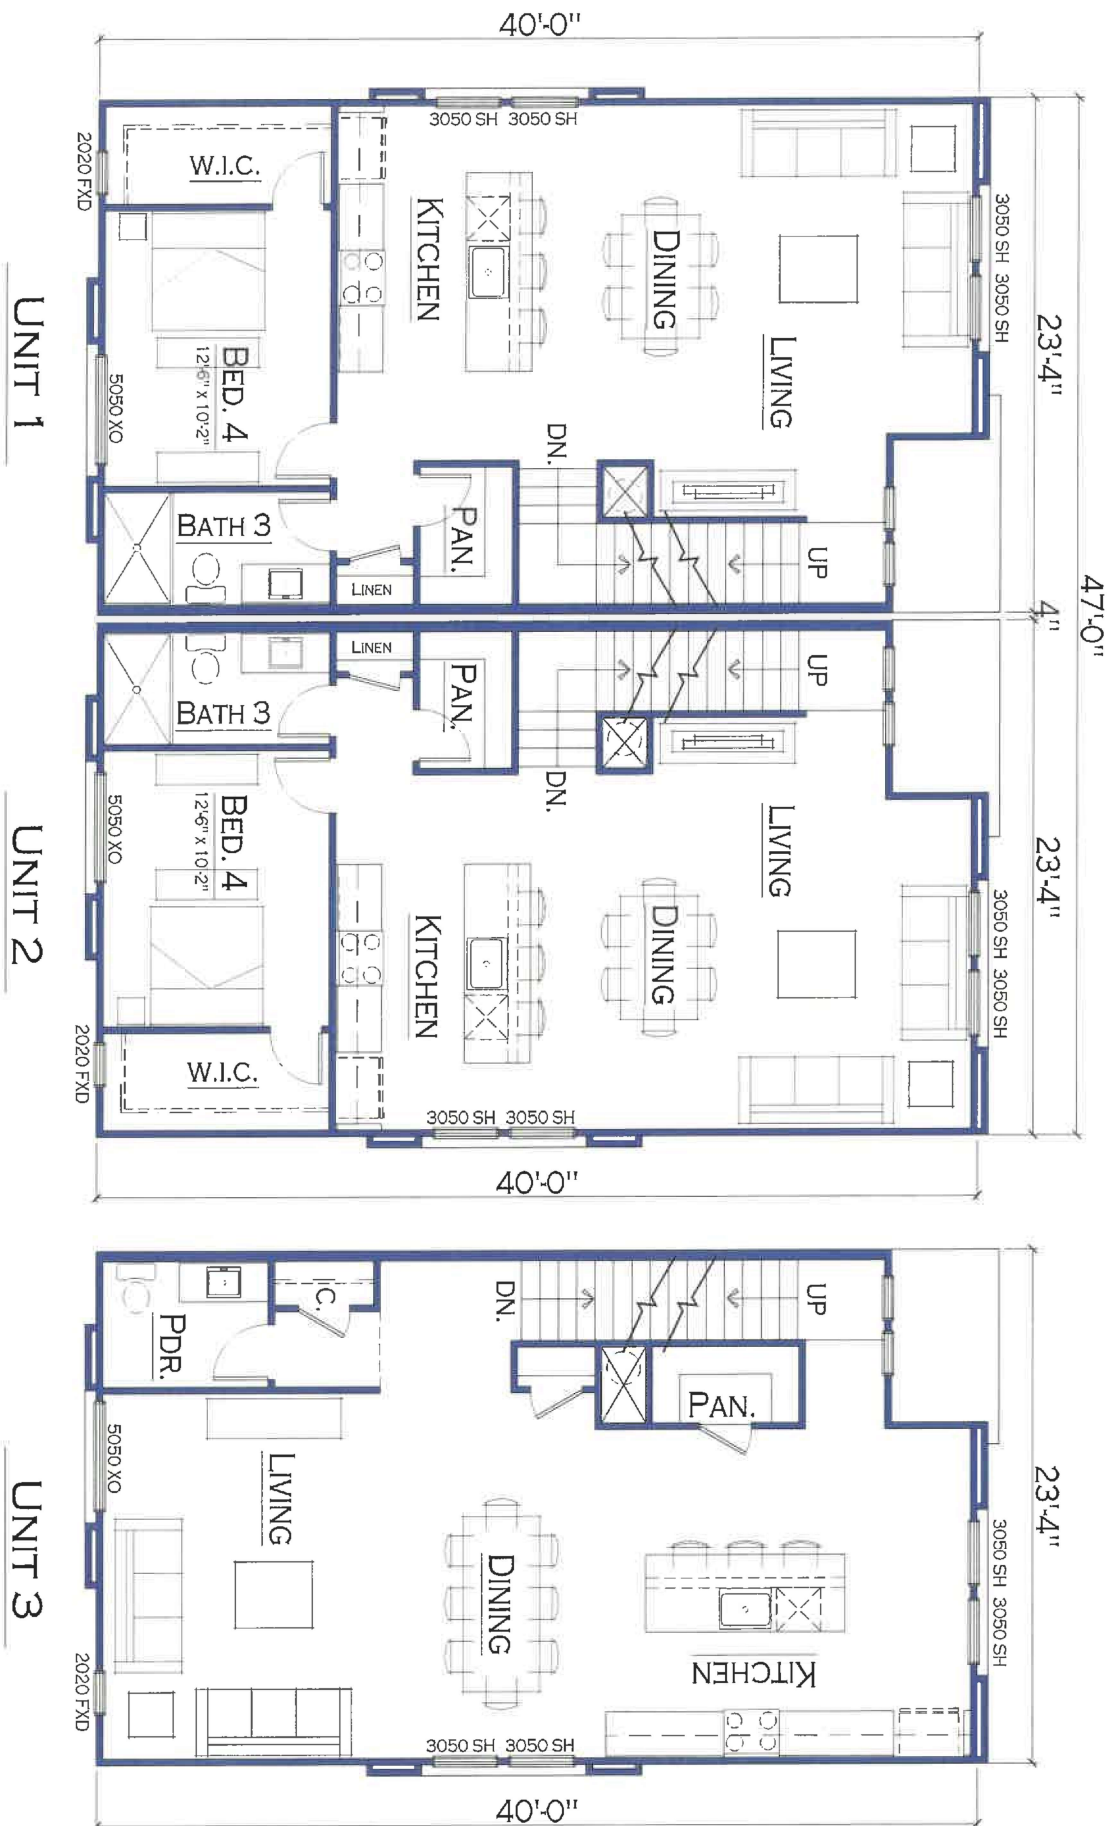 40'-0"
3050 SH 3050 SH
2020 FXD
W.I.C.
KITCHEN
DINING
LIVING
3050 SH 3050 SH
23'-4"
47'-0"
UNIT 1
5050 XO
BED. 4
12'-6" x 10'-2"
DN.
UP
BATH 3
LINEN
PAN.
4"
BATH 3
LINEN
PAN.
UP
DN.
UNIT 2
5050 XO
BED. 4
12'-6" x 10'-2"
KITCHEN
DINING
LIVING
3050 SH 3050 SH
23'-4"
2020 FXD
W.I.C.
3050 SH 3050 SH
40'-0"
PDR.
C.
DN.
UP
PAN.
23'-4"
UNIT 3
5050 XO
LIVING
DINING
KITCHEN
3050 SH 3050 SH
2020 FXD
3050 SH 3050 SH
40'-0"